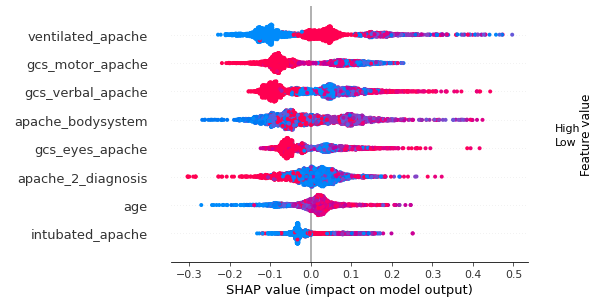 ventilated_apache
gcs_motor_apache
gcs_verbal_apache
apache_bodysystem
gcs_eyes_apache
apache_2_diagnosis
age
intubated_apache
−0.3 −0.2 −0.1 0.0 0.1 0.2 0.3 0.4 0.5
SHAP value (impact on model output)
High
Low
Feature value